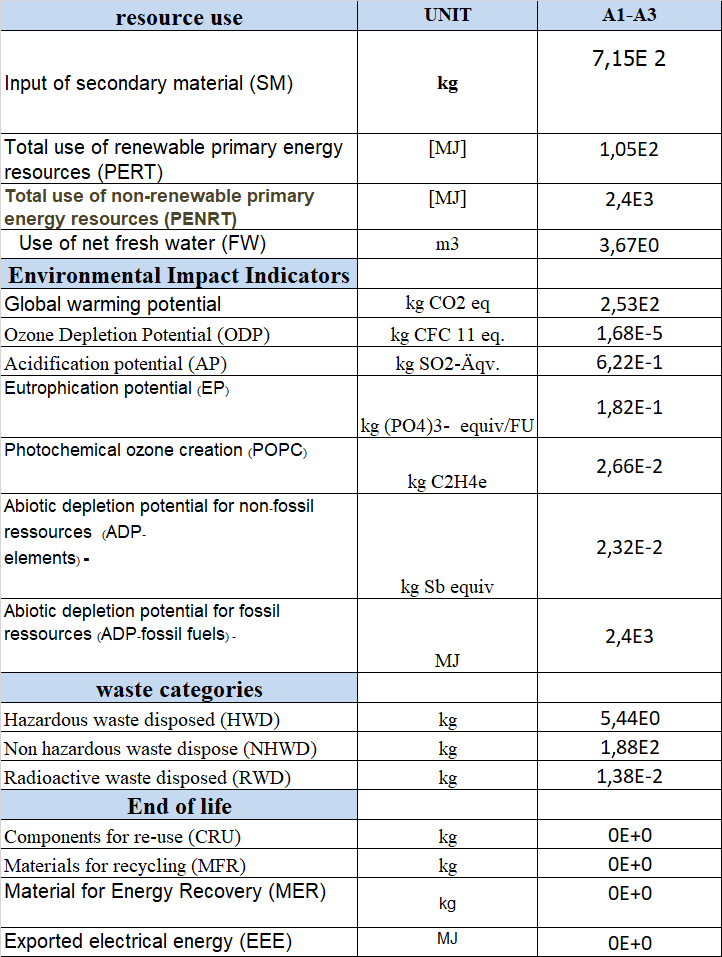 resource use UNIT A1-A3
Input of secondary material (SM) kg 7,15E 2
Total use of renewable primary energy
resources (PERT) [MJ] 1,05E2
Total use of non-renewable primary
energy resources (PENRT) [MJ] 2,4E3
Use of net fresh water (FW) m3 3,67E0
Environmental Impact Indicators
Global warming potential kg CO2 eq 2,53E2
Ozone Depletion Potential (ODP) kg CFC 11 eq. 1,68E-5
Acidification potential (AP) kg SO2-Äqv. 6,22E-1
Eutrophication potential (EP)
kg (PO4)3- equiv/FU 1,82E-1
Photochemical ozone creation (POPC)
kg C2H4e 2,66E-2
Abiotic depletion potential for non-fossil
ressources (ADP-
elements) -
kg Sb equiv 2,32E-2
Abiotic depletion potential for fossil
ressources (ADP-fossil fuels) -
MJ 2,4E3
waste categories
Hazardous waste disposed (HWD) kg 5,44E0
Non hazardous waste dispose (NHWD) kg 1,88E2
Radioactive waste disposed (RWD) kg 1,38E-2
End of life
Components for re-use (CRU) kg 0E+0
Materials for recycling (MFR) kg 0E+0
Material for Energy Recovery (MER) kg 0E+0
Exported electrical energy (EEE) MJ 0E+0